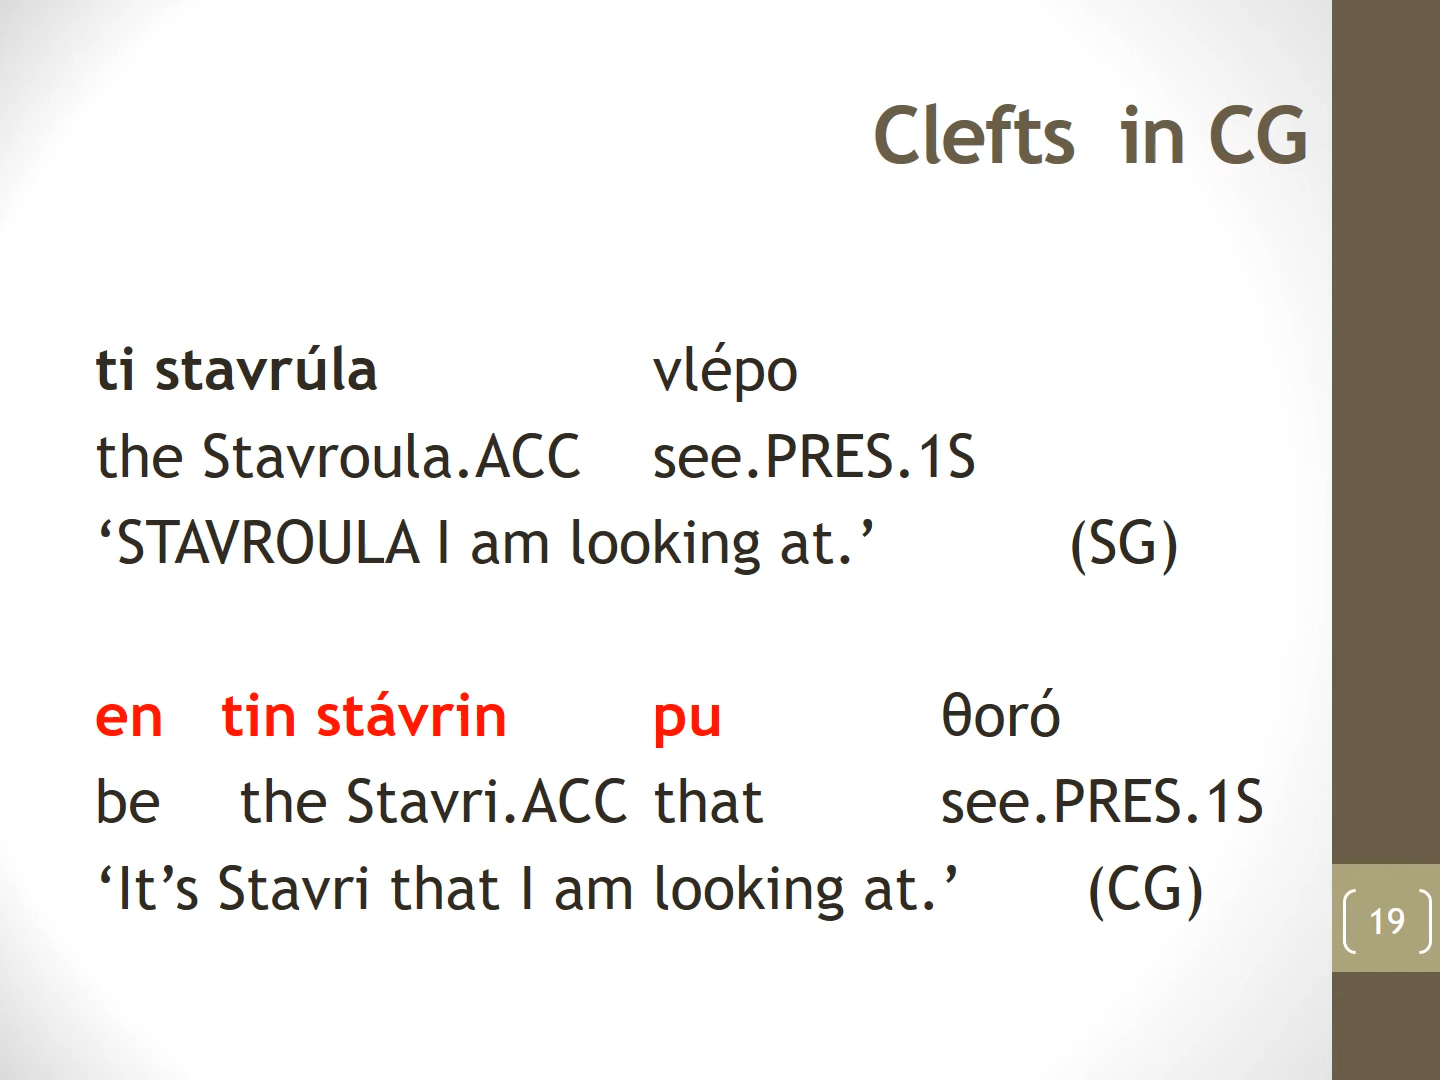 Clefts in CG
ti stavrúla vlépo
the Stavroula.ACC see.PRES.1S
‘STAVROULA I am looking at.’ (SG)
en tin stávrin pu θoró
be the Stavri.ACC that see.PRES.1S
‘It’s Stavri that I am looking at.’ (CG)
19